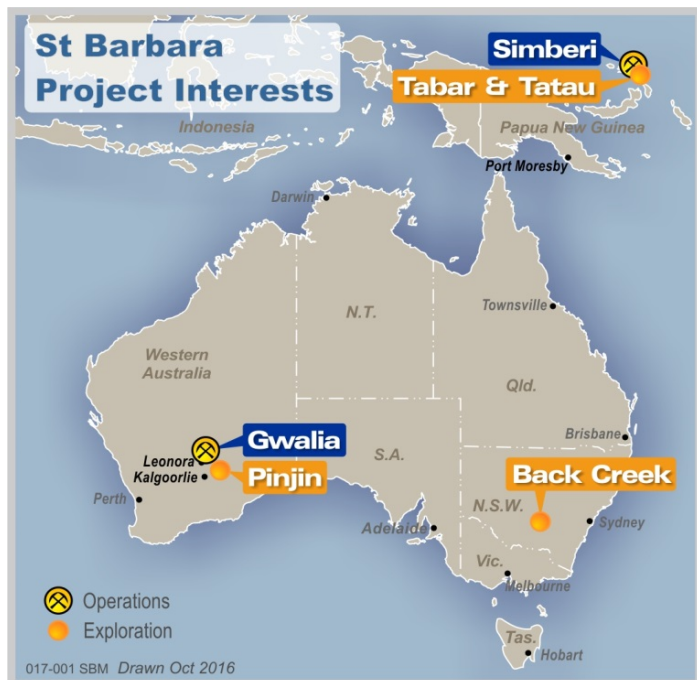 St Barbara
Project Interests
Simberi
Tabar & Tatau
Indonesia
Papua New Guinea
Port Moresby
Darwin
Townsville
N.T.
Western
Australia
Qld.
Brisbane
Gwalia
Leonora
S.A.
Kalgoorlie
Pinjin
Back Creek
Perth
N.S.W.
Sydney
Adelaide
Vic.
Melbourne
Operations
Exploration
Tas.
Hobart
017-001 SBM Drawn Oct 2016